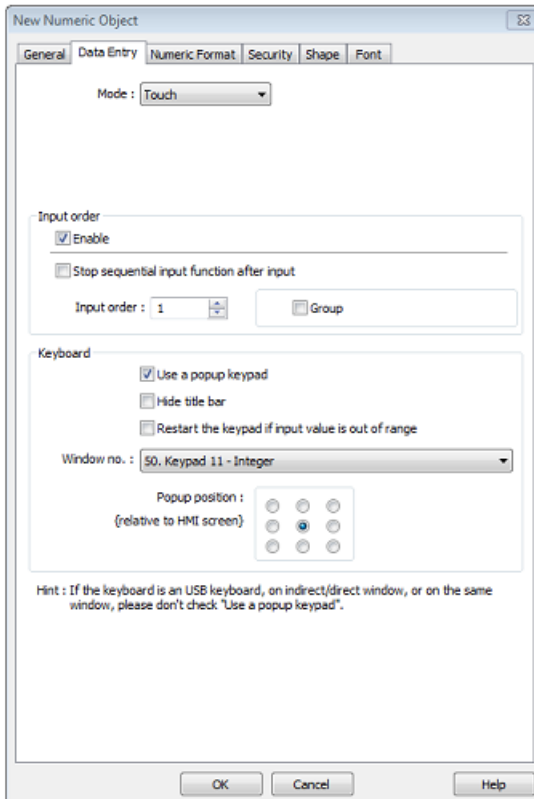 New Numeric Object
General Data Entry Numeric Format Security Shape Font
Mode : Touch
Input order
Enable
Stop sequential input function after input
Input order : 1 Group
Keyboard
Use a popup keypad
Hide title bar
Restart the keypad if input value is out of range
Window no. : 50. Keypad 11 - Integer
Popup position :
{relative to HMI screen}
Hint : If the keyboard is an USB keyboard, on indirect/direct window, or on the same
window, please don't check "Use a popup keypad".
OK Cancel Help